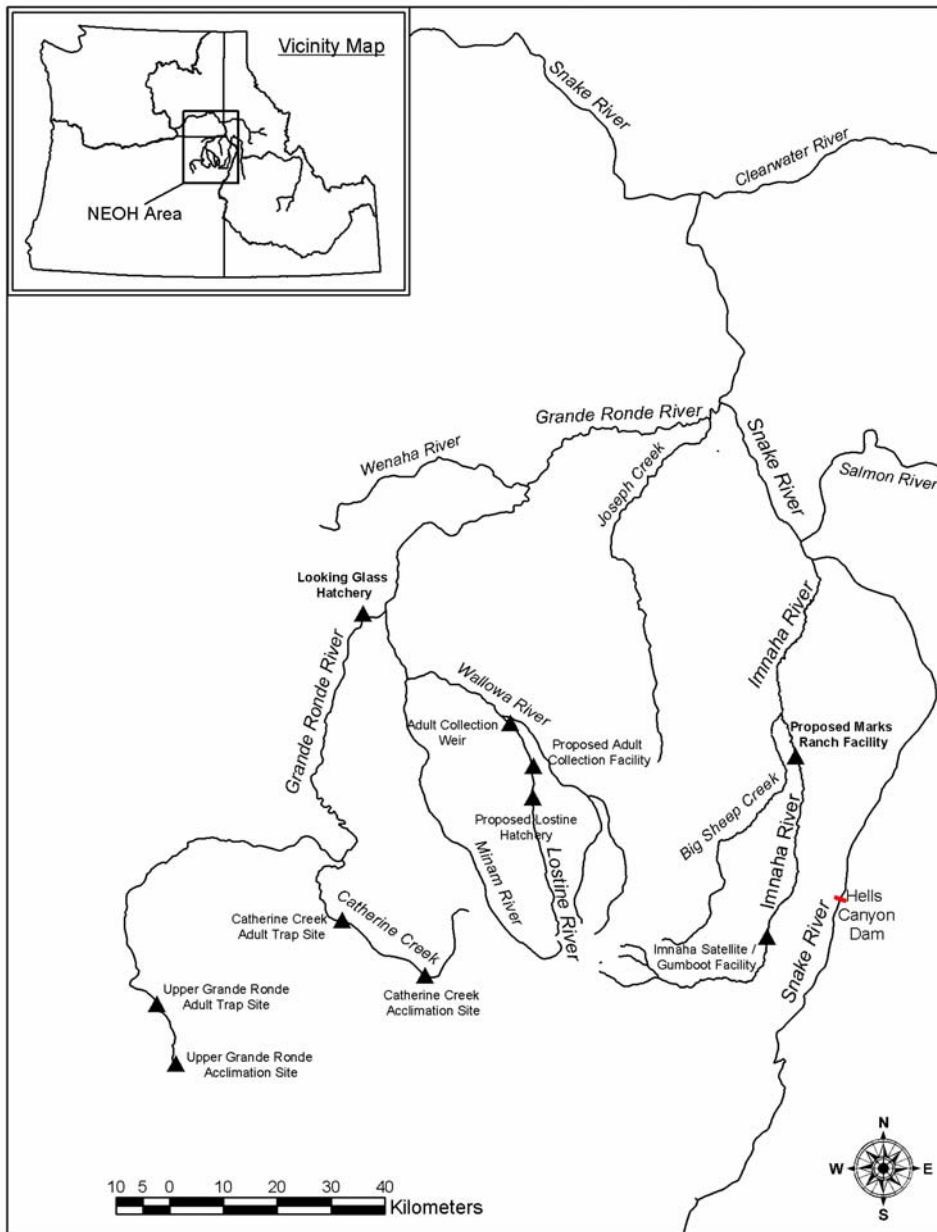 Vicinity Map
NEOH Area
Snake River
Clearwater River
Grande Ronde River
Snake River
Wenaha River
Joseph Creek
Salmon River
Looking Glass
Hatchery
Imnaha River
Grande Ronde River
Wallowa River
Adult Collection
Weir
Proposed Adult
Collection Facility
Proposed Marks
Ranch Facility
Proposed Lostine
Hatchery
Big Sheep Creek
Minam River
Lostine River
Imnaha River
Catherine Creek
Adult Trap Site
Catherine Creek
Hells
Canyon
Dam
Imnaha Satellite /
Gumboot Facility
Snake River
Catherine Creek
Acclimation Site
Upper Grande Ronde
Adult Trap Site
Upper Grande Ronde
Acclimation Site
N
W
E
S
10 5 0 10 20 30 40
Kilometers